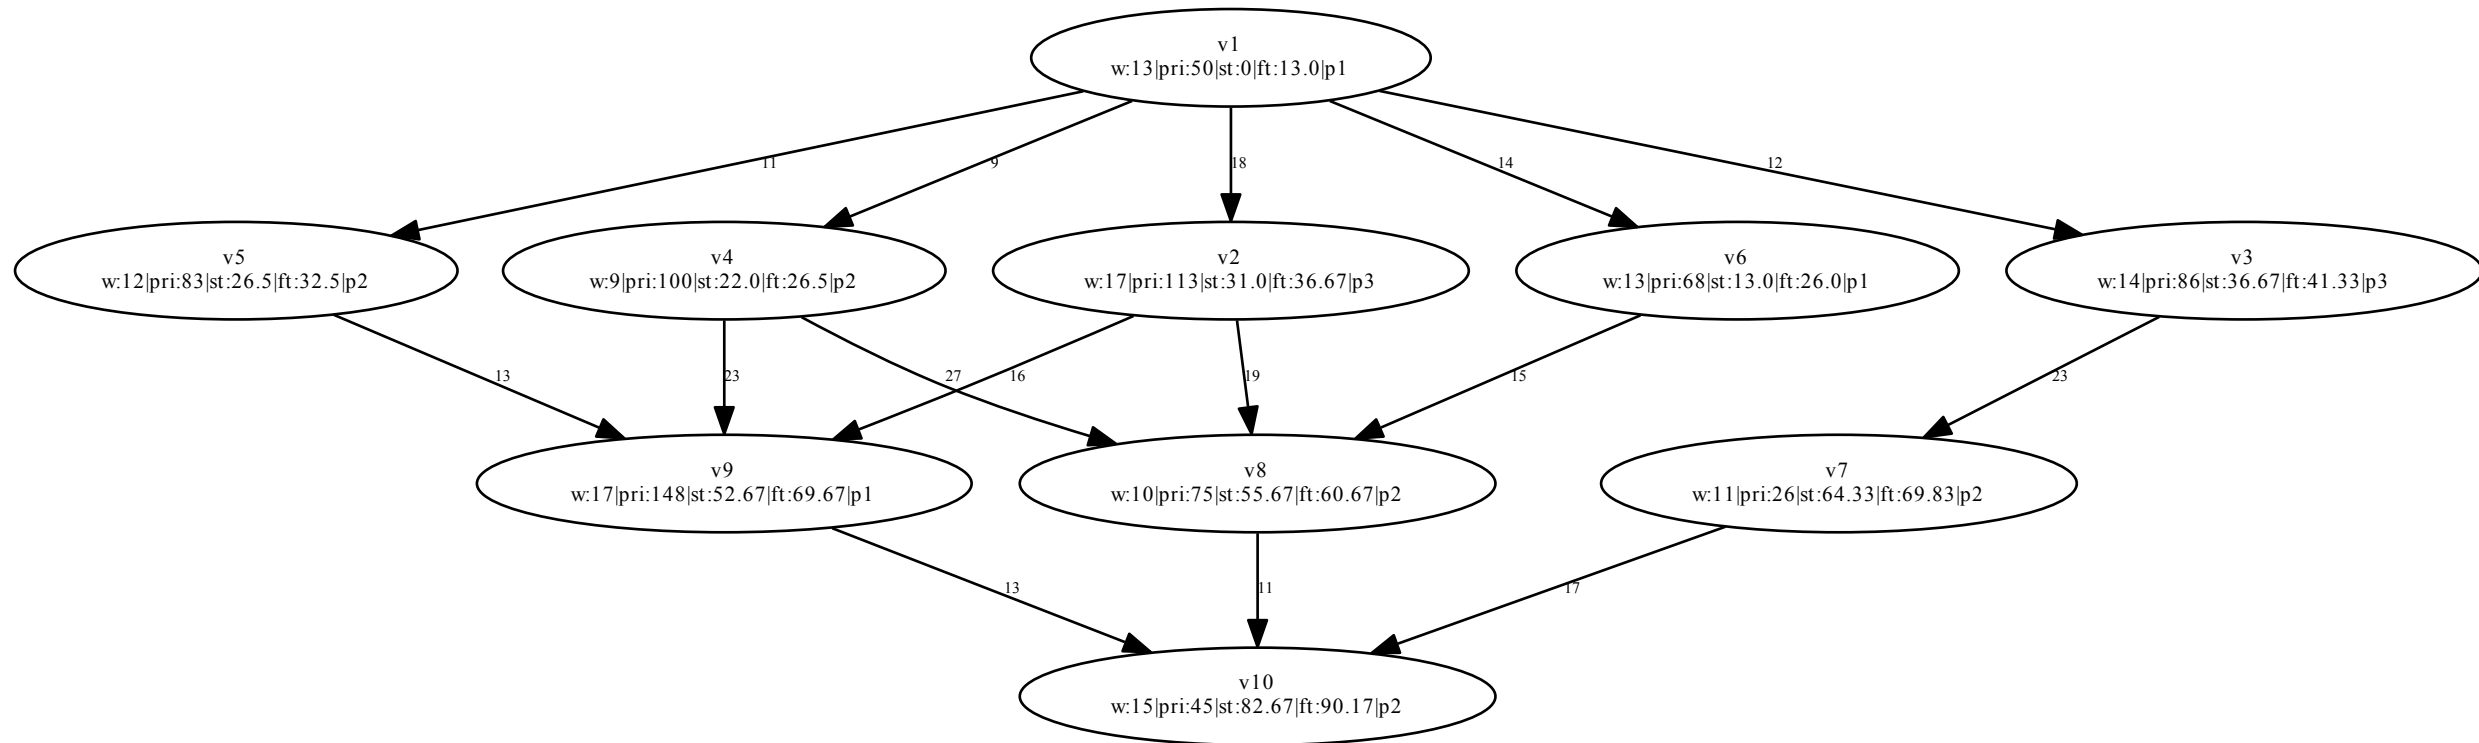 v1
w:13|pri:50|st:0|ft:13.0|p1
11
9
18
14
12
v5
w:12|pri:83|st:26.5|ft:32.5|p2
v4
w:9|pri:100|st:22.0|ft:26.5|p2
v2
w:17|pri:113|st:31.0|ft:36.67|p3
v6
w:13|pri:68|st:13.0|ft:26.0|p1
v3
w:14|pri:86|st:36.67|ft:41.33|p3
13
23
27
16
19
15
23
v9
w:17|pri:148|st:52.67|ft:69.67|p1
v8
w:10|pri:75|st:55.67|ft:60.67|p2
v7
w:11|pri:26|st:64.33|ft:69.83|p2
13
11
17
v10
w:15|pri:45|st:82.67|ft:90.17|p2